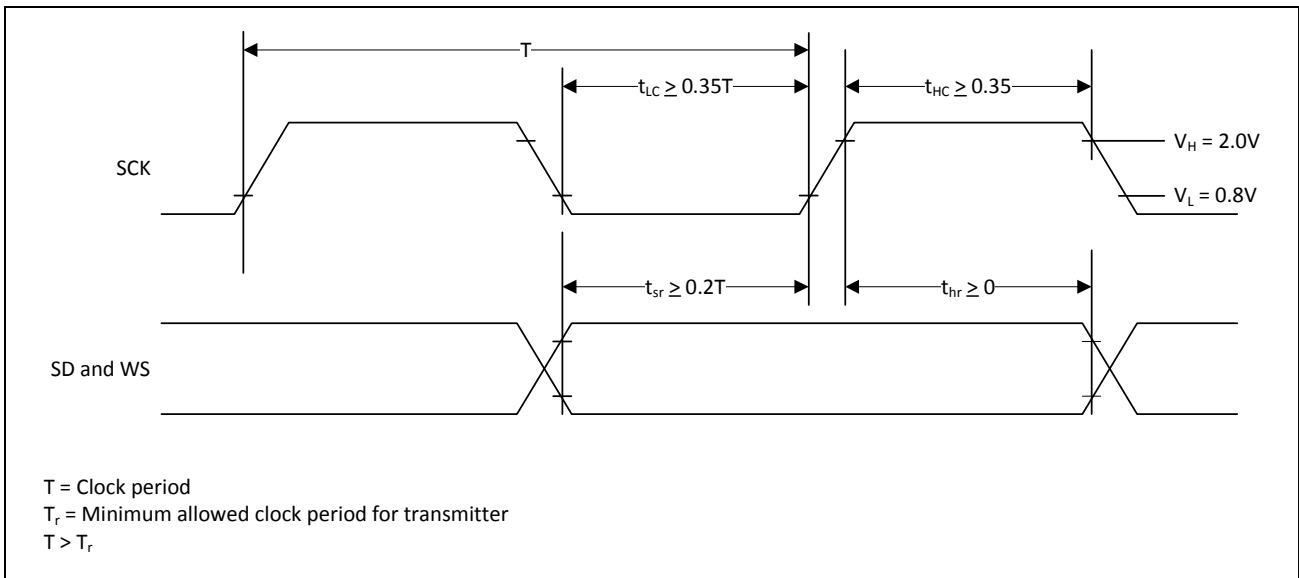 T
t_LC ≥ 0.35T
t_HC ≥ 0.35
SCK
V_H = 2.0V
V_L = 0.8V
t_sr ≥ 0.2T
t_hr ≥ 0
SD and WS
T = Clock period
T_r = Minimum allowed clock period for transmitter
T > T_r